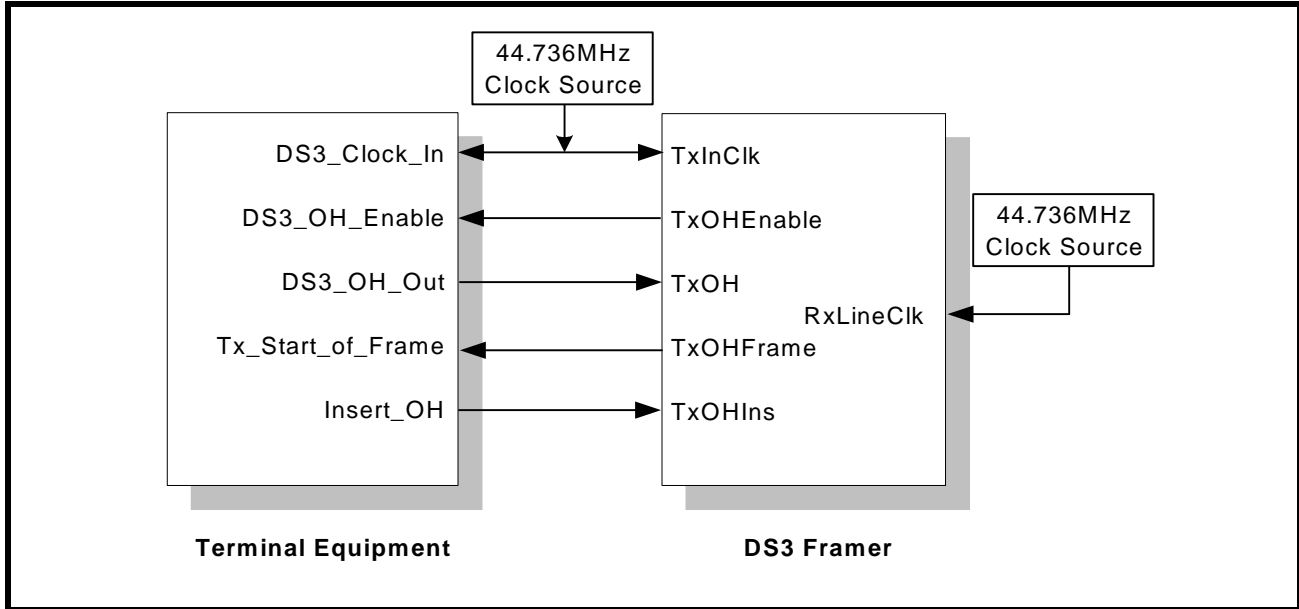 44.736MHz
Clock Source
DS3_Clock_In
TxInClk
DS3_OH_Enable
TxOHEnable
44.736MHz
Clock Source
DS3_OH_Out
TxOH
RxLineClk
Tx_Start_of_Frame
TxOHFrame
Insert_OH
TxOHIns
Terminal Equipment
DS3 Framer